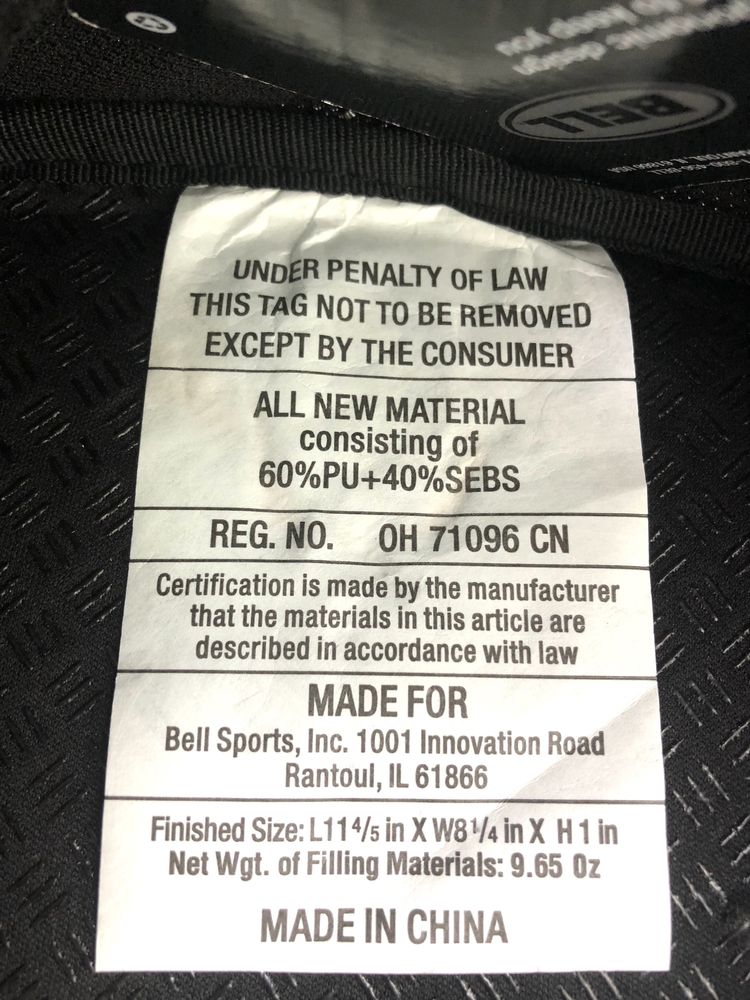 do keep you
design
BELL
UNDER PENALTY OF LAW
THIS TAG NOT TO BE REMOVED
EXCEPT BY THE CONSUMER
ALL NEW MATERIAL
consisting of
60%PU+40%SEBS
REG. NO. OH 71096 CN
Certification is made by the manufacturer
that the materials in this article are
described in accordance with law
MADE FOR
Bell Sports, Inc. 1001 Innovation Road
Rantoul, IL 61866
Finished Size: L11 4/5 in X W8 1/4 in X H 1 in
Net Wgt. of Filling Materials: 9.65 Oz
MADE IN CHINA